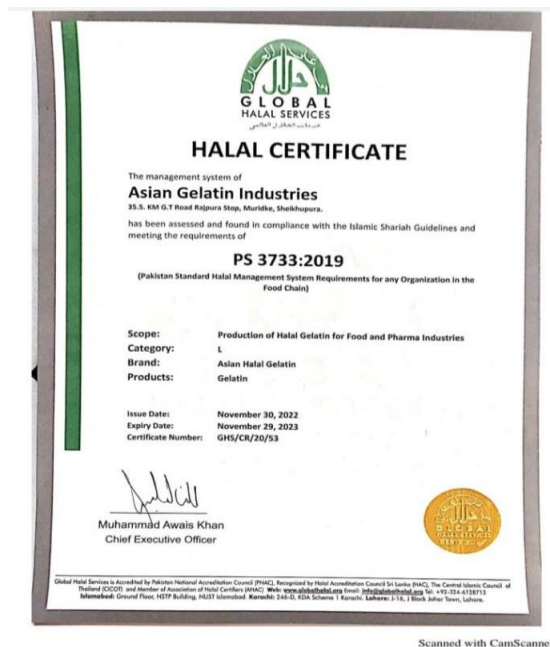 حلال
GLOBAL
HALAL SERVICES
HALAL CERTIFICATE
The management system of
Asian Gelatin Industries
35.5. KM G.T Road Rajpura Stop, Muridke, Sheikhupura.
has been assessed and found in compliance with the Islamic Shariah Guidelines and
meeting the requirements of
PS 3733:2019
(Pakistan Standard Halal Management System Requirements for any Organization in the
Food Chain)
Scope: Production of Halal Gelatin for Food and Pharma Industries
Category: L
Brand: Asian Halal Gelatin
Products: Gelatin
Issue Date: November 30, 2022
Expiry Date: November 29, 2023
Certificate Number: GHS/CR/20/53
Muhammad Awais Khan
Chief Executive Officer
GLOBAL
HALAL SERVICES
Global Halal Services is Accredited by Pakistan National Accreditation Council (PNAC), Recognized by Halal Accreditation Council Sri Lanka (HAC), The Central Islamic Council of
Thailand (CICOT) and Member of Association of Halal Certifiers (AHAC) Web: www.globalhalal.org Email: info@globalhalal.org Tel: +92-334-6128713
Islamabad: Ground Floor, HSTP Building, NUST Islamabad. Karachi: 246-D, KDA Scheme 1 Karachi. Lahore: J-16, J Block Johar Town, Lahore.
Scanned with CamScanne